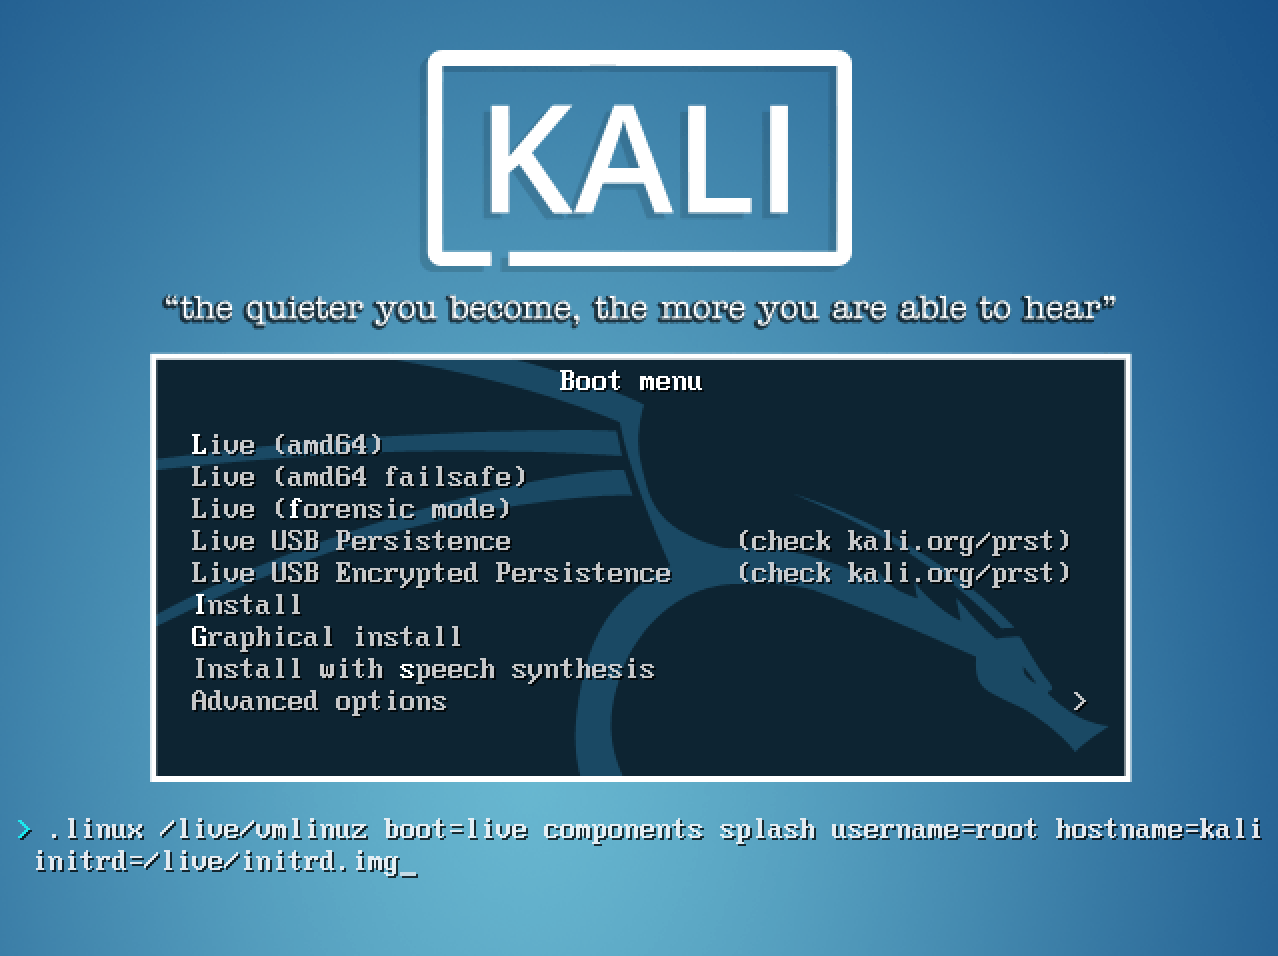 KALI
“the quieter you become, the more you are able to hear”
Boot menu
Live (amd64)
Live (amd64 failsafe)
Live (forensic mode)
Live USB Persistence (check kali.org/prst)
Live USB Encrypted Persistence (check kali.org/prst)
Install
Graphical install
Install with speech synthesis
Advanced options >
> .linux /live/vmlinuz boot=live components splash username=root hostname=kali
initrd=/live/initrd.img_